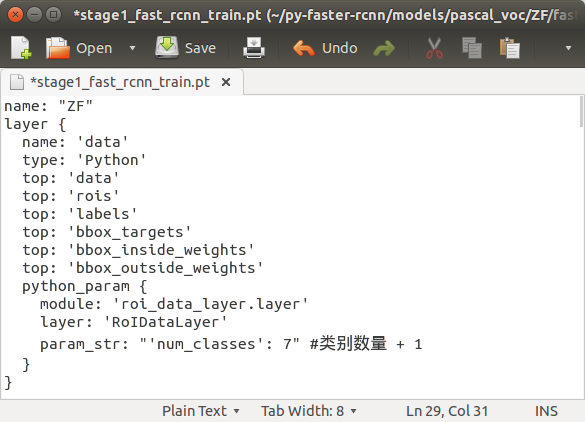 *stage1_fast_rcnn_train.pt (~/py-faster-rcnn/models/pascal_voc/ZF/fas
Open Save Undo
*stage1_fast_rcnn_train.pt ×
name: "ZF"
layer {
  name: 'data'
  type: 'Python'
  top: 'data'
  top: 'rois'
  top: 'labels'
  top: 'bbox_targets'
  top: 'bbox_inside_weights'
  top: 'bbox_outside_weights'
  python_param {
    module: 'roi_data_layer.layer'
    layer: 'RoIDataLayer'
    param_str: "'num_classes': 7" #类别数量 + 1
  }
}
Plain Text Tab Width: 8 Ln 29, Col 31 INS